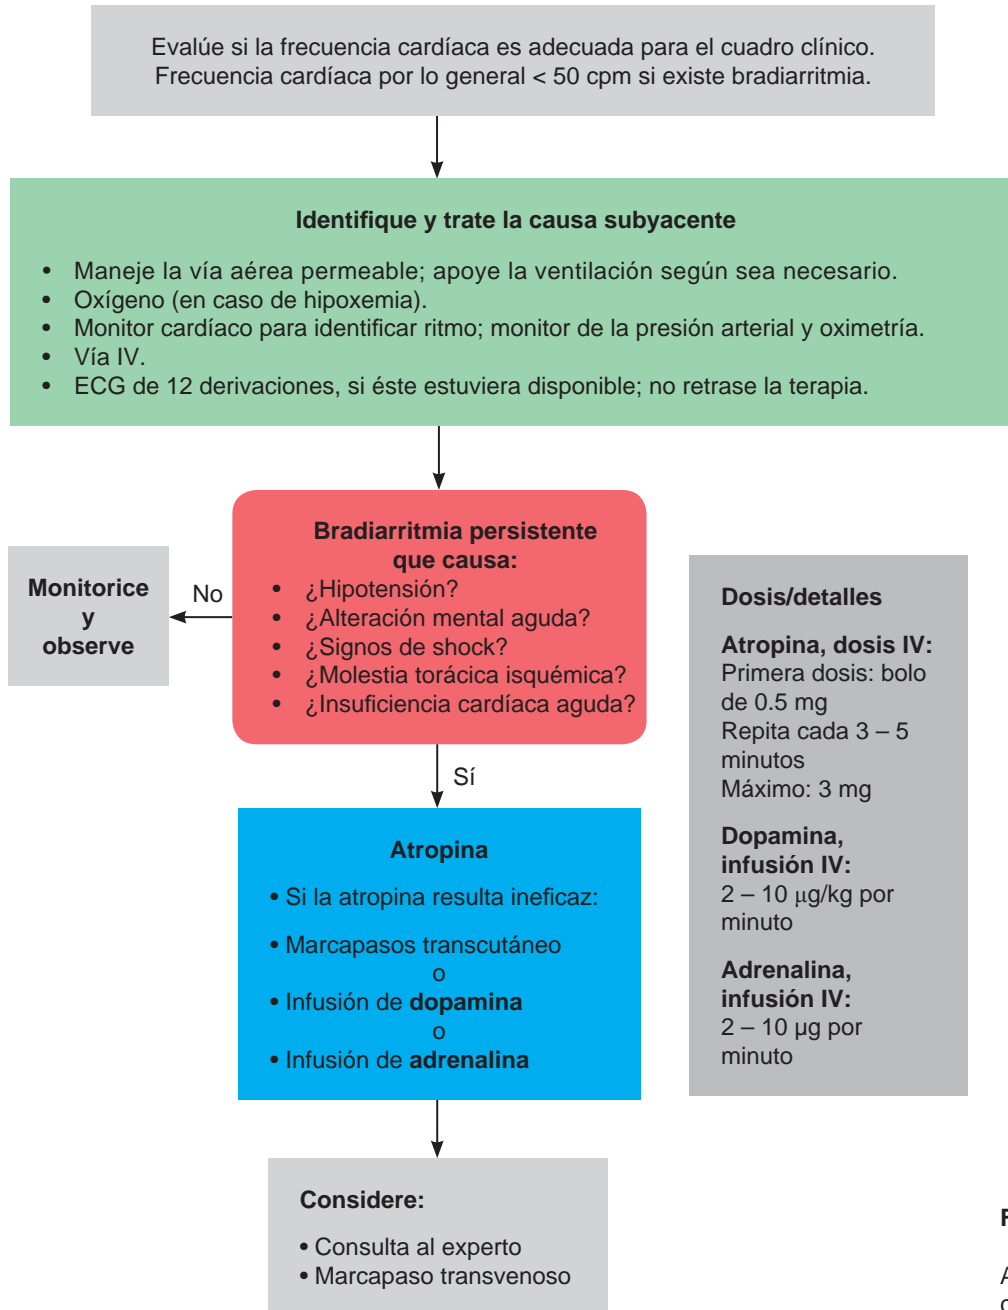 Evalúe si la frecuencia cardíaca es adecuada para el cuadro clínico.
Frecuencia cardíaca por lo general < 50 cpm si existe bradiarritmia.
Identifique y trate la causa subyacente
• Maneje la vía aérea permeable; apoye la ventilación según sea necesario.
• Oxígeno (en caso de hipoxemia).
• Monitor cardíaco para identificar ritmo; monitor de la presión arterial y oximetría.
• Vía IV.
• ECG de 12 derivaciones, si éste estuviera disponible; no retrase la terapia.
Bradiarritmia persistente
que causa:
• ¿Hipotensión?
• ¿Alteración mental aguda?
• ¿Signos de shock?
• ¿Molestia torácica isquémica?
• ¿Insuficiencia cardíaca aguda?
No
Monitorice
y
observe
Sí
Atropina
• Si la atropina resulta ineficaz:
• Marcapasos transcutáneo
o
• Infusión de dopamina
o
• Infusión de adrenalina
Dosis/detalles
Atropina, dosis IV:
Primera dosis: bolo
de 0.5 mg
Repita cada 3 – 5
minutos
Máximo: 3 mg
Dopamina,
infusión IV:
2 – 10 μg/kg por
minuto
Adrenalina,
infusión IV:
2 – 10 µg por
minuto
Considere:
• Consulta al experto
• Marcapaso transvenoso